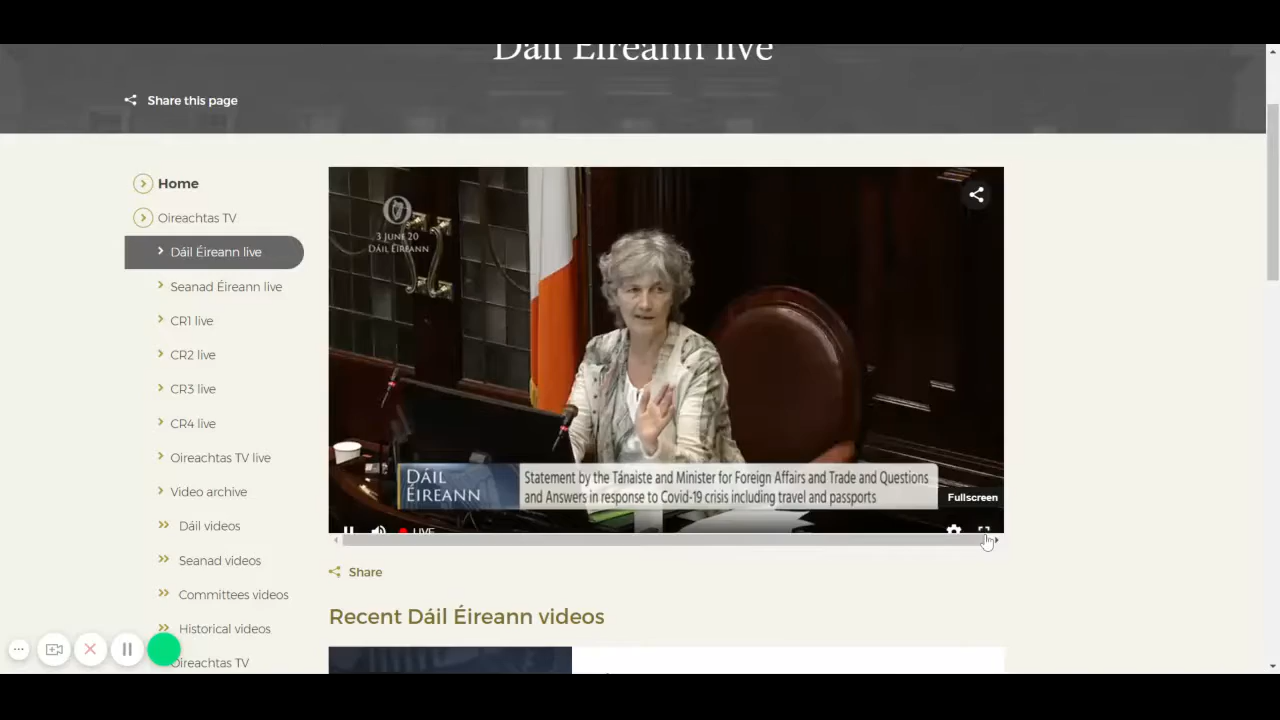 Dáil Éireann live
Share this page
Home
Oireachtas TV
Dáil Éireann live
Seanad Éireann live
CR1 live
CR2 live
CR3 live
CR4 live
Oireachtas TV live
Video archive
Dáil videos
Seanad videos
Committees videos
Historical videos
Oireachtas TV
3 JUNE 20
DÁIL ÉIREANN
DÁIL
ÉIREANN
Statement by the Tánaiste and Minister for Foreign Affairs and Trade and Questions
and Answers in response to Covid-19 crisis including travel and passports
Fullscreen
LIVE
Share
Recent Dáil Éireann videos